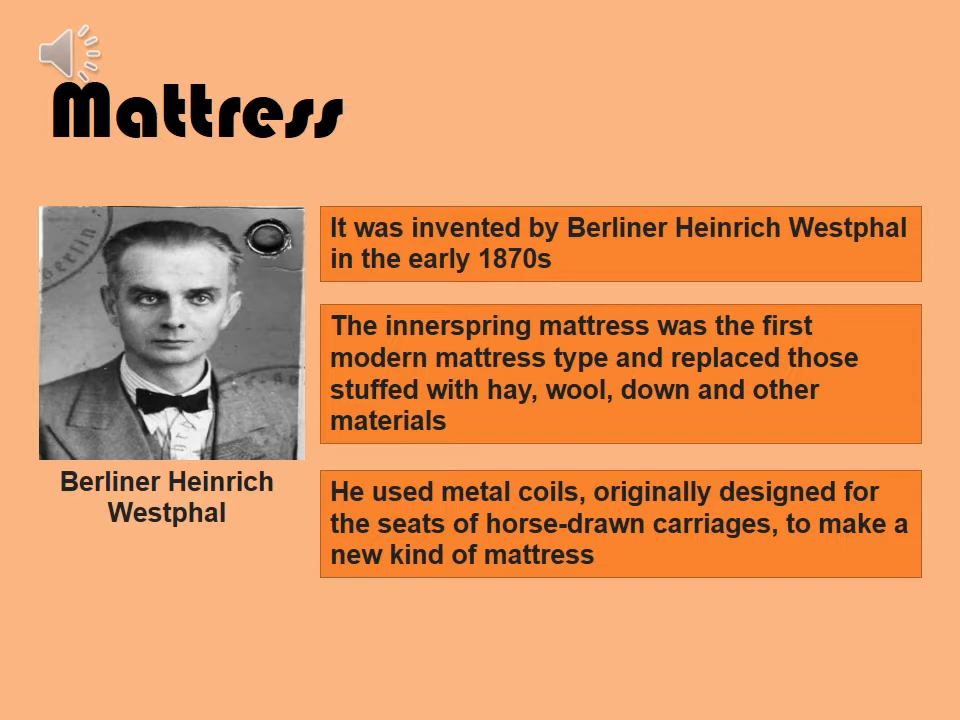 Mattress
berlin
It was invented by Berliner Heinrich Westphal
in the early 1870s
The innerspring mattress was the first
modern mattress type and replaced those
stuffed with hay, wool, down and other
materials
Berliner Heinrich
Westphal
He used metal coils, originally designed for
the seats of horse-drawn carriages, to make a
new kind of mattress